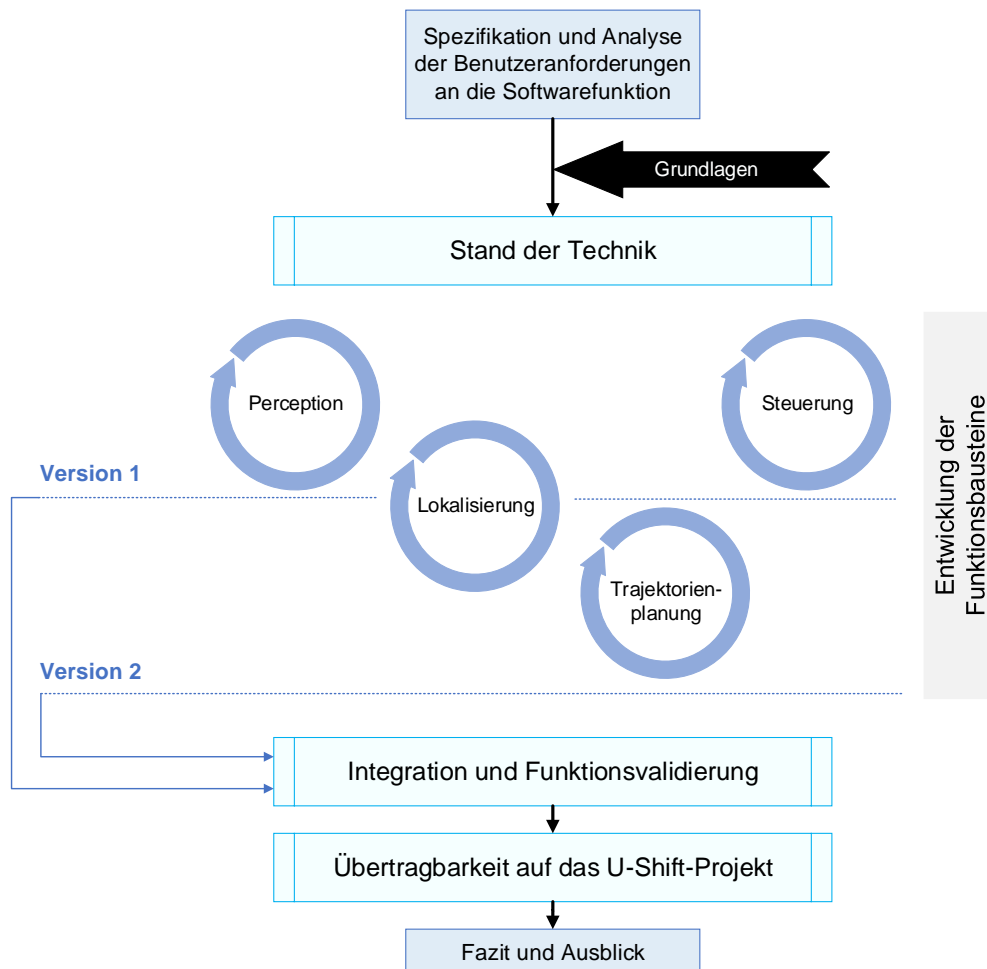 Spezifikation und Analyse
der Benutzeranforderungen
an die Softwarefunktion
Grundlagen
Stand der Technik
Perception
Steuerung
Version 1
Lokalisierung
Trajektorien-
planung
Entwicklung der
Funktionsbausteine
Version 2
Integration und Funktionsvalidierung
Übertragbarkeit auf das U-Shift-Projekt
Fazit und Ausblick